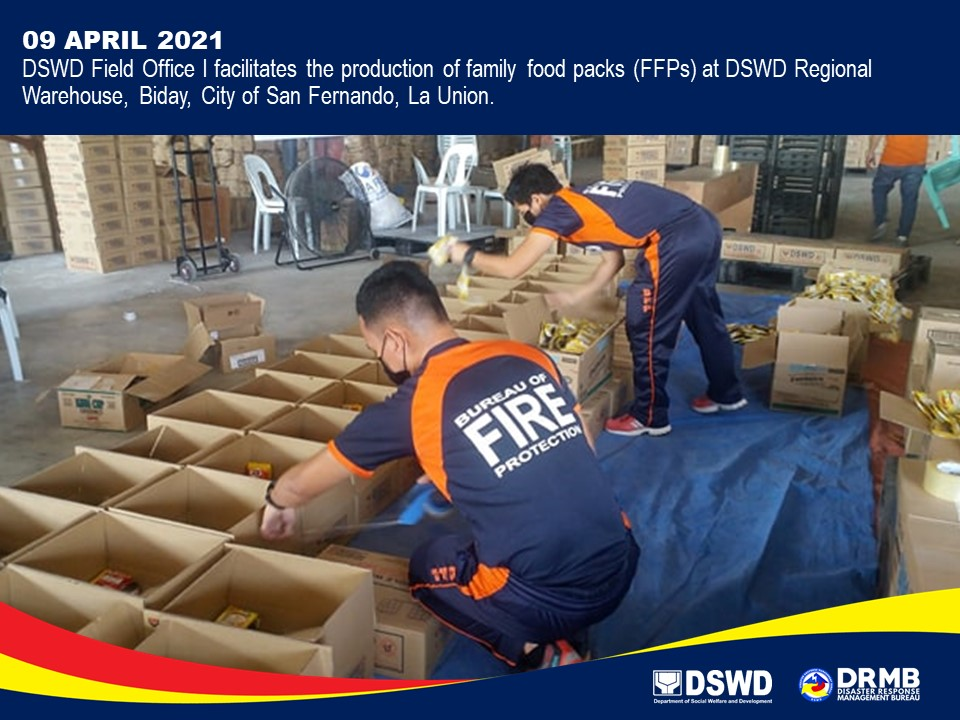 09 APRIL 2021
DSWD Field Office I facilitates the production of family food packs (FFPs) at DSWD Regional
Warehouse, Biday, City of San Fernando, La Union.
BUREAU OF
FIRE
PROTECTION
DSWD
DSWD
Department of Social Welfare and Development
DRMB
DISASTER RESPONSE
MANAGEMENT BUREAU